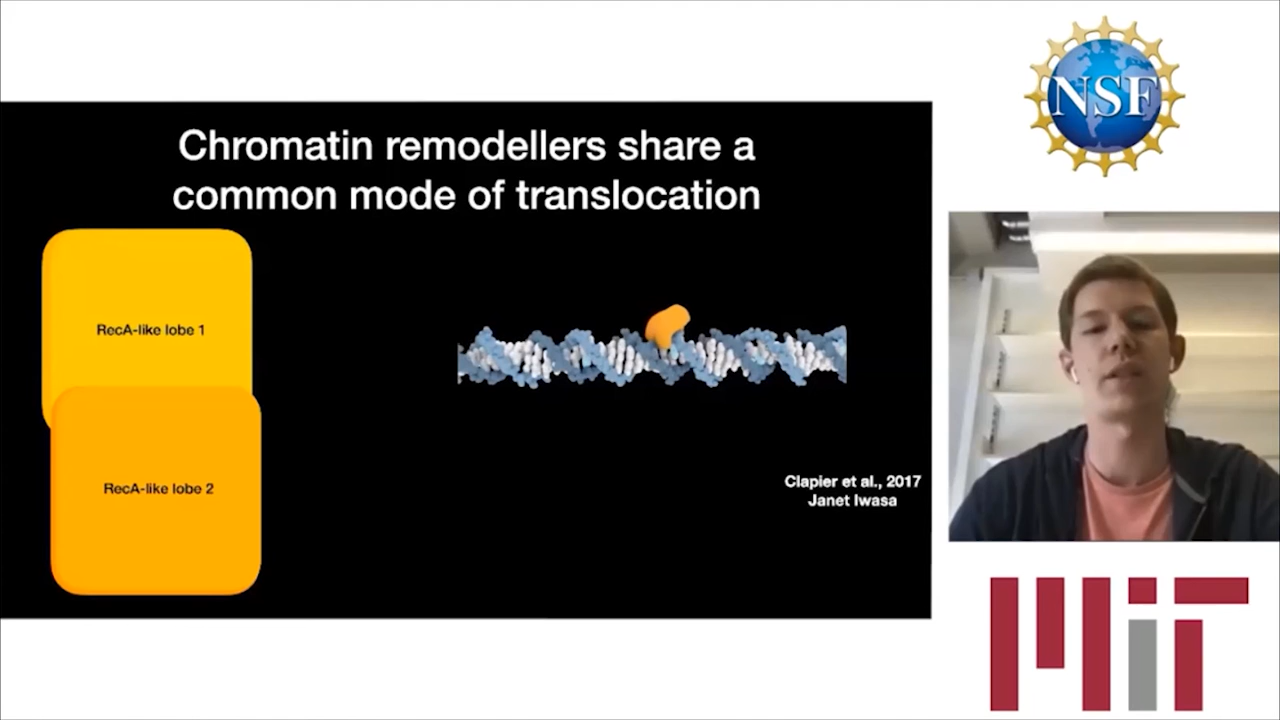 Chromatin remodellers share a
common mode of translocation
RecA-like lobe 1
RecA-like lobe 2
Clapier et al., 2017
Janet Iwasa
NSF
MIT